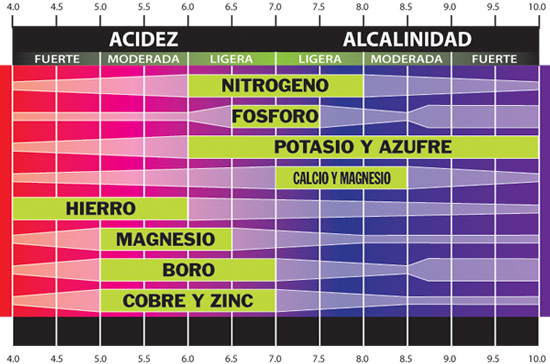 4.0 4.5 5.0 5.5 6.0 6.5 7.0 7.5 8.0 8.5 9.0 9.5 10.0
ACIDEZ ALCALINIDAD
FUERTE MODERADA LIGERA LIGERA MODERADA FUERTE
NITROGENO
FOSFORO
POTASIO Y AZUFRE
CALCIO Y MAGNESIO
HIERRO
MAGNESIO
BORO
COBRE Y ZINC
4.0 4.5 5.0 5.5 6.0 6.5 7.0 7.5 8.0 8.5 9.0 9.5 10.0